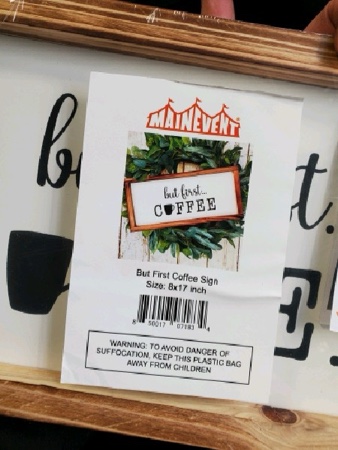 MAINEVENT
but first...
COFFEE
But First Coffee Sign
Size: 8x17 inch
WARNING: TO AVOID DANGER OF
SUFFOCATION, KEEP THIS PLASTIC BAG
AWAY FROM CHILDREN